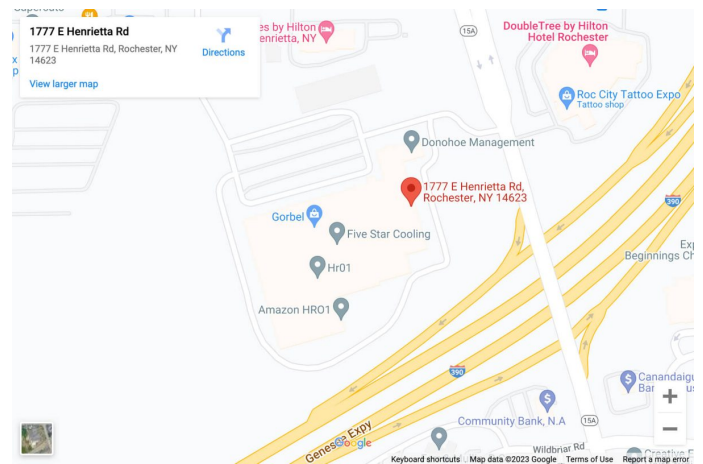 1777 E Henrietta Rd
1777 E Henrietta Rd, Rochester, NY
14623
Directions
View larger map
es by Hilton
enrietta, NY
15A
DoubleTree by Hilton
Hotel Rochester
Roc City Tattoo Expo
Tattoo shop
Donohoe Management
1777 E Henrietta Rd,
Rochester, NY 14623
390
Gorbel
Five Star Cooling
Exp
Beginnings Ch
Hr01
Amazon HRO1
390
Canandaigu
Community Bank, N.A
15A
Genesee Expy
Google
Wildbriar Rd
Keyboard shortcuts
Map data ©2023 Google
Terms of Use
Report a map error